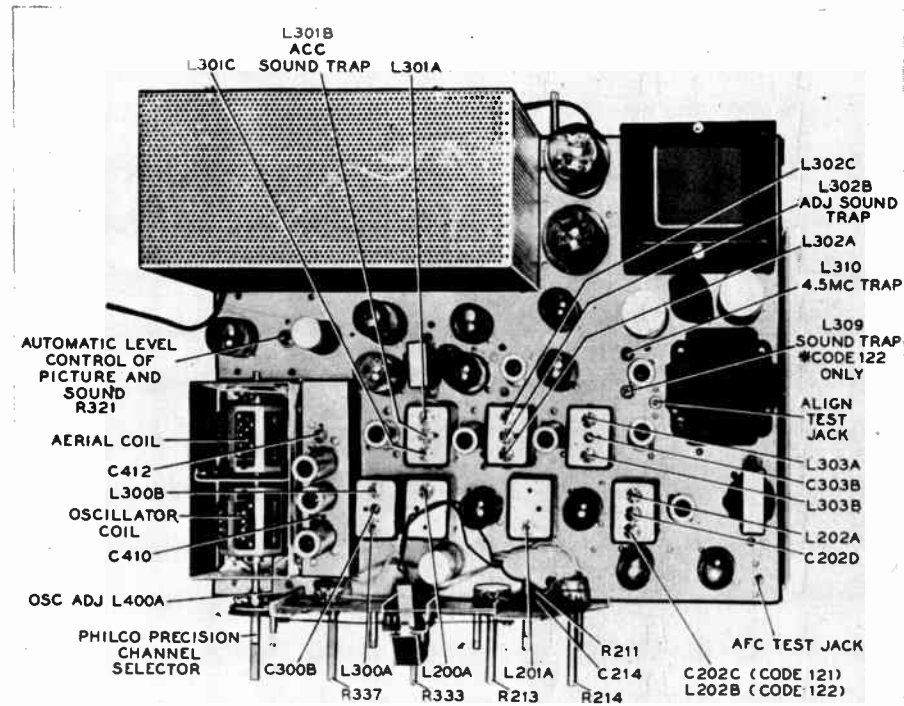 L301B
ACC
SOUND TRAP
L301C
L301A
L302C
L302B
ADJ SOUND
TRAP
L302A
L310
4.5MC TRAP
L309
SOUND TRAP
*CODE 122
ONLY
ALIGN
TEST
JACK
L303A
C303B
L303B
L202A
C202D
AUTOMATIC LEVEL
CONTROL OF
PICTURE AND
SOUND
R321
AERIAL COIL
C412
L300B
OSCILLATOR
COIL
C410
OSC ADJ L400A
PHILCO PRECISION
CHANNEL
SELECTOR
C300B
R337
L300A
R333
L200A
R213
L201A
R211
C214
R214
AFC TEST JACK
C202C (CODE 121)
L202B (CODE 122)